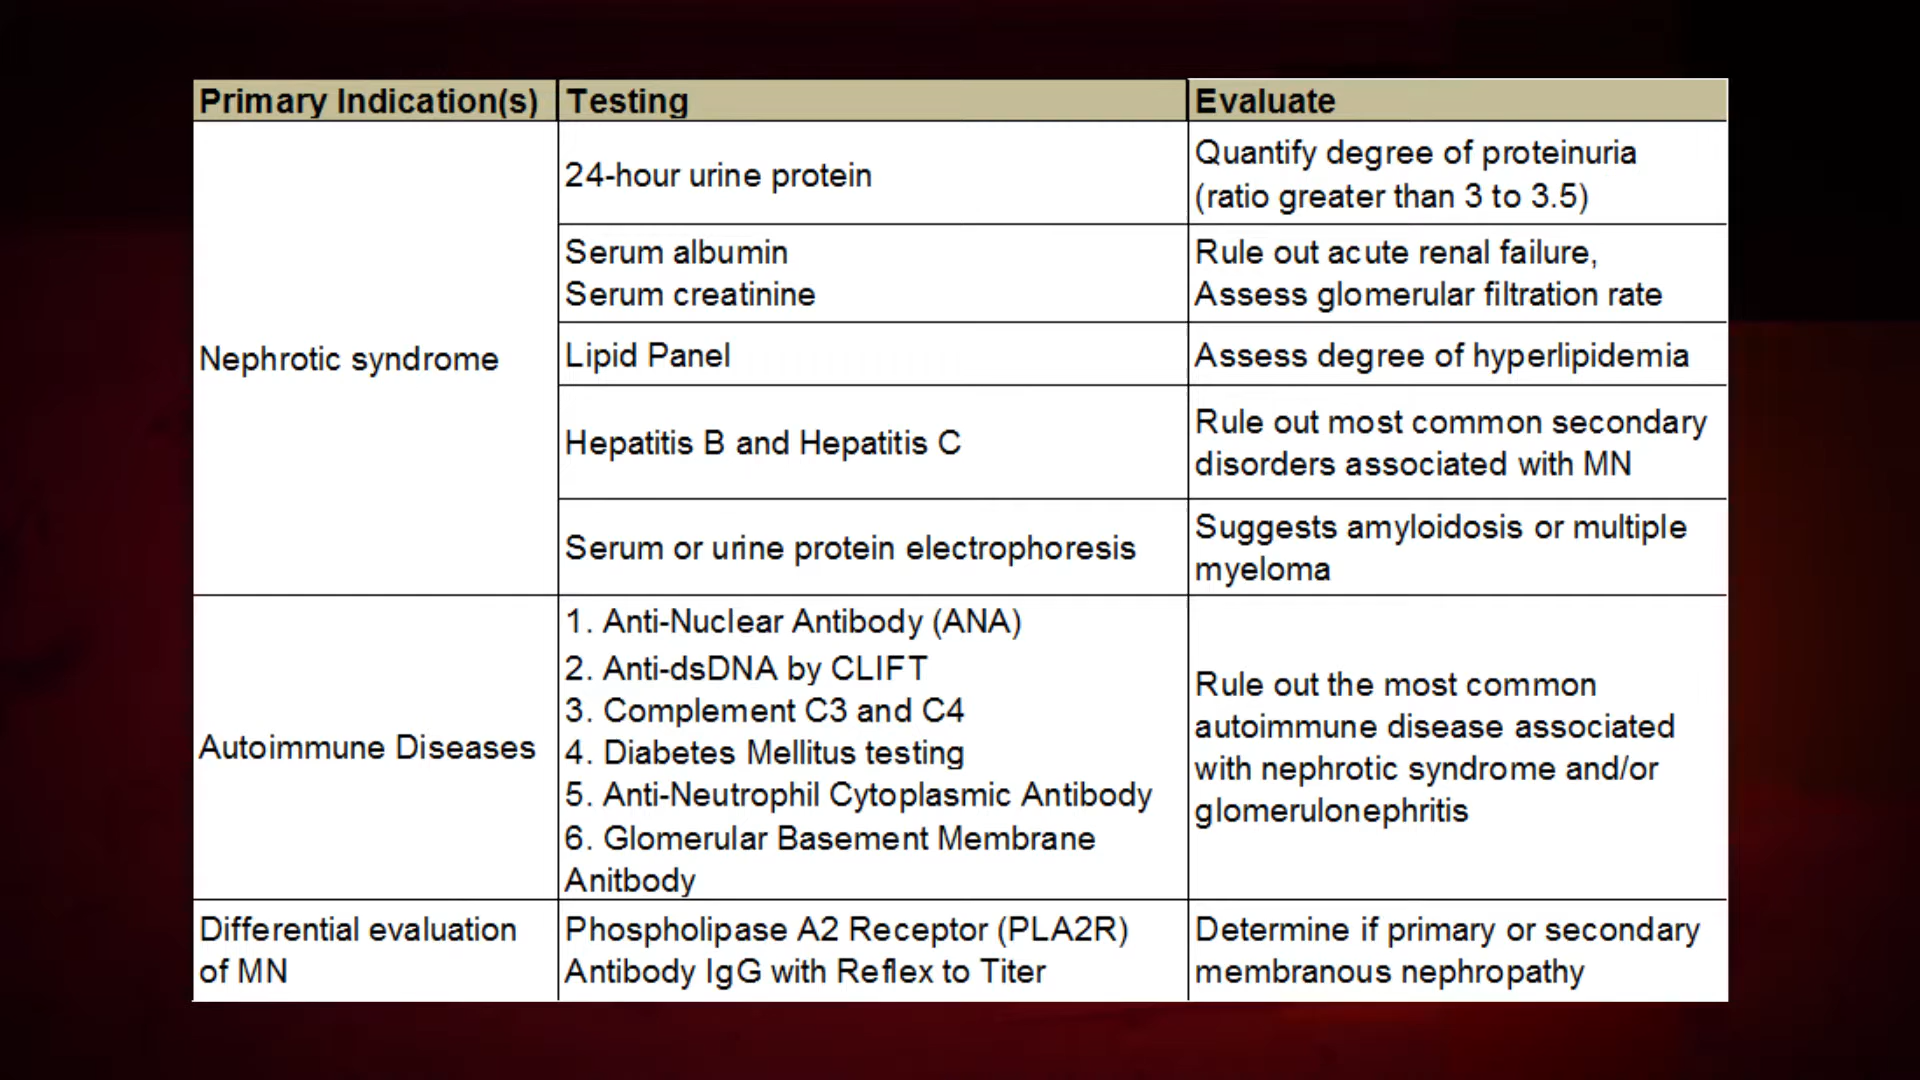 Primary Indication(s)
Testing
Evaluate
Nephrotic syndrome
24-hour urine protein
Quantify degree of proteinuria
(ratio greater than 3 to 3.5)
Serum albumin
Serum creatinine
Rule out acute renal failure,
Assess glomerular filtration rate
Lipid Panel
Assess degree of hyperlipidemia
Hepatitis B and Hepatitis C
Rule out most common secondary
disorders associated with MN
Serum or urine protein electrophoresis
Suggests amyloidosis or multiple
myeloma
Autoimmune Diseases
1. Anti-Nuclear Antibody (ANA)
2. Anti-dsDNA by CLIFT
3. Complement C3 and C4
4. Diabetes Mellitus testing
5. Anti-Neutrophil Cytoplasmic Antibody
6. Glomerular Basement Membrane
Anitbody
Rule out the most common
autoimmune disease associated
with nephrotic syndrome and/or
glomerulonephritis
Differential evaluation
of MN
Phospholipase A2 Receptor (PLA2R)
Antibody IgG with Reflex to Titer
Determine if primary or secondary
membranous nephropathy